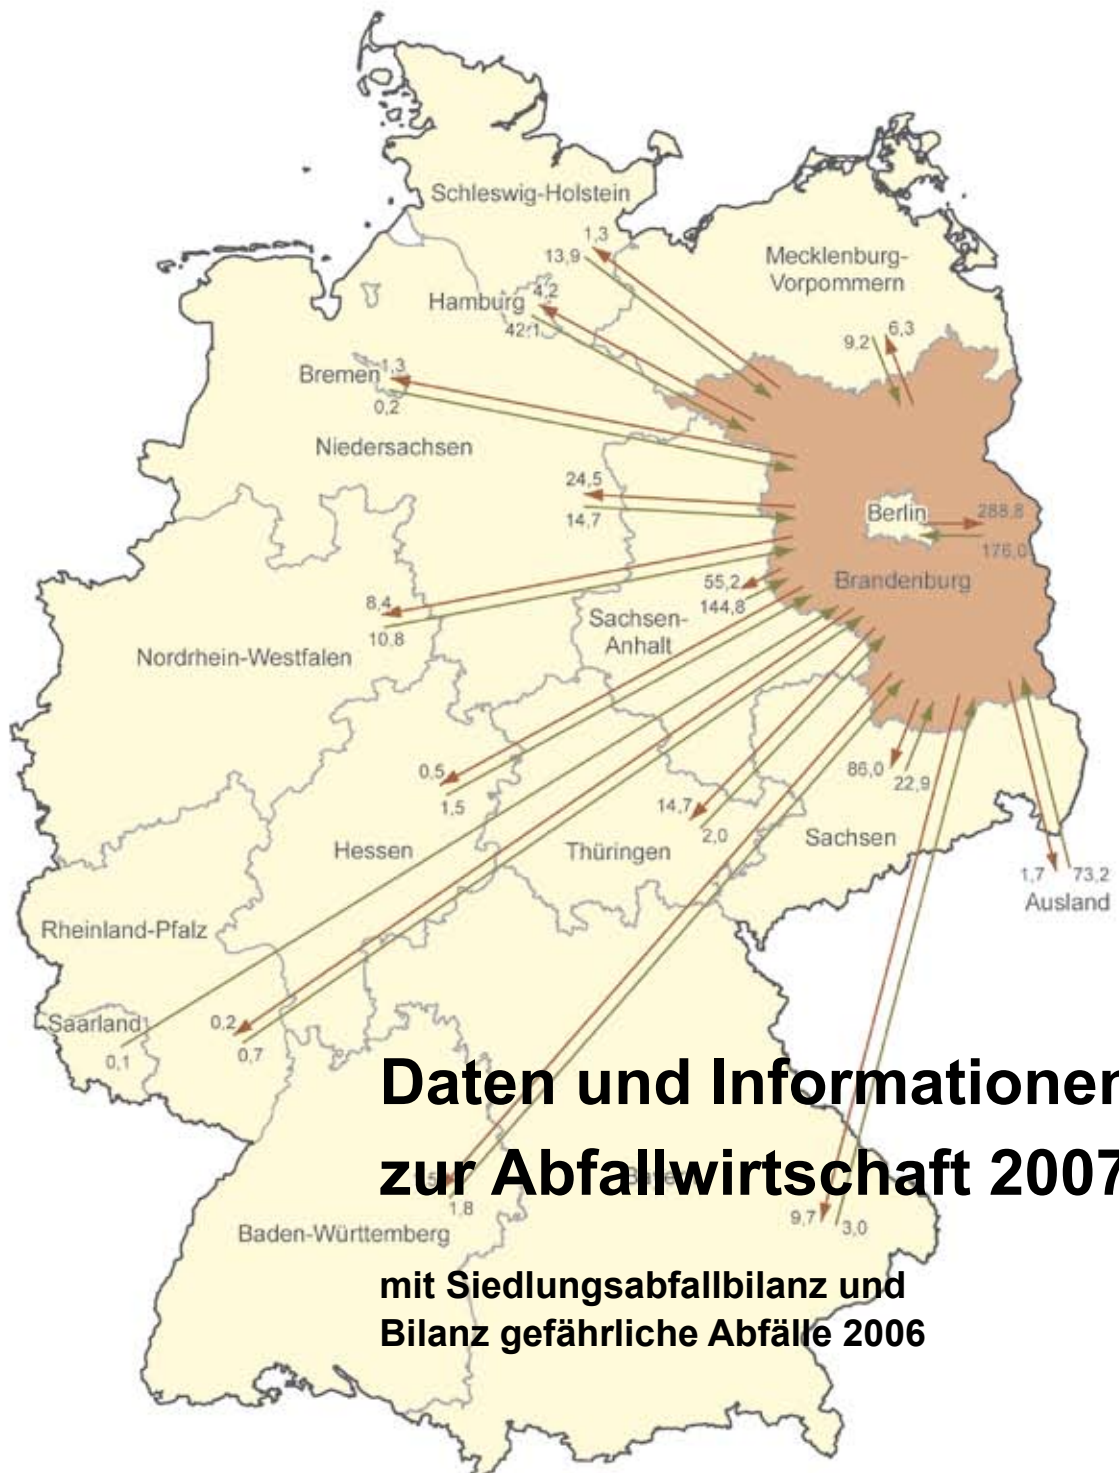 Schleswig-Holstein
1,3
13,9
Mecklenburg-
Vorpommern
Hamburg 4,2
42,1
9,2 6,3
Bremen 1,3
0,2
Niedersachsen
24,5
14,7
Berlin 288,8
176,0
Brandenburg
55,2
144,8
Sachsen-
Anhalt
8,4
10,8
Nordrhein-Westfalen
0,5
1,5
Hessen
14,7
2,0
Thüringen
86,0
22,9
Sachsen
1,7 73,2
Ausland
Rheinland-Pfalz
Saarland
0,1
0,2
0,7
Daten und Informationen
zur Abfallwirtschaft 2007
1,8
Baden-Württemberg
9,7 3,0
mit Siedlungsabfallbilanz und
Bilanz gefährliche Abfälle 2006